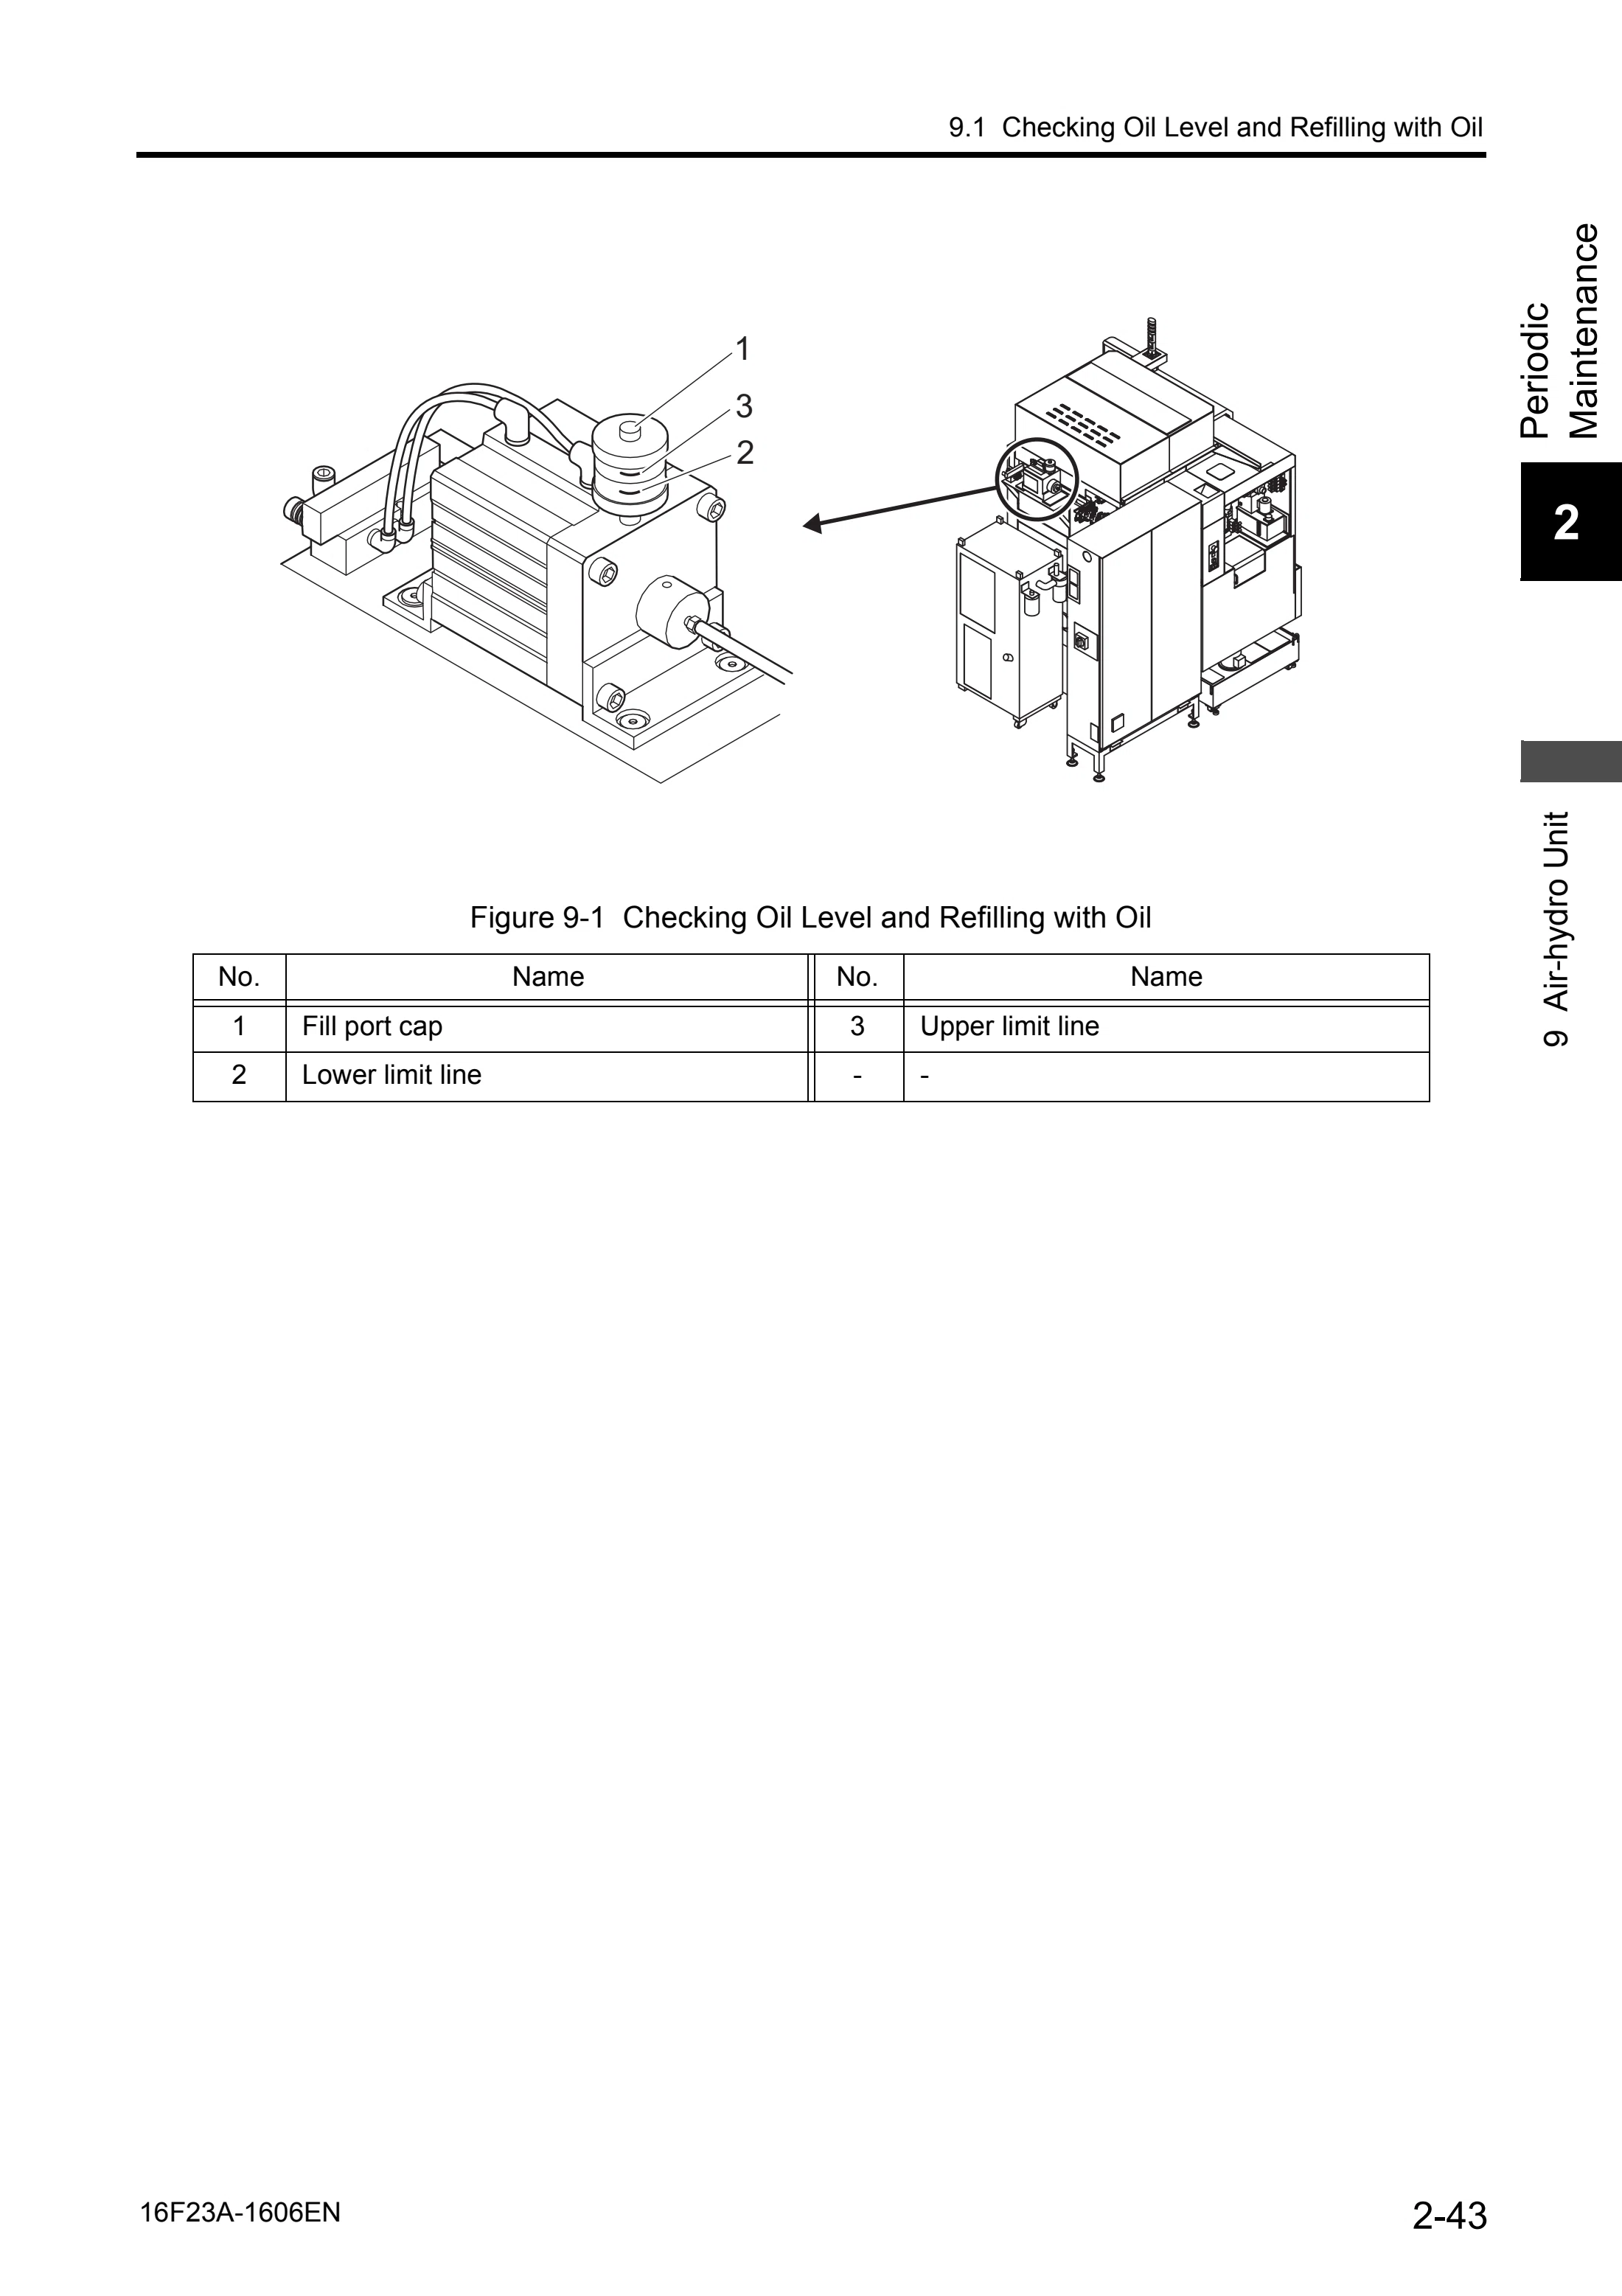 9.1 Checking Oil Level and Refilling with Oil
Periodic
Maintenance
2
9 Air-hydro Unit
1
3
2
Figure 9-1 Checking Oil Level and Refilling with Oil
No. Name No. Name
1 Fill port cap 3 Upper limit line
2 Lower limit line - -
16F23A-1606EN
2-43